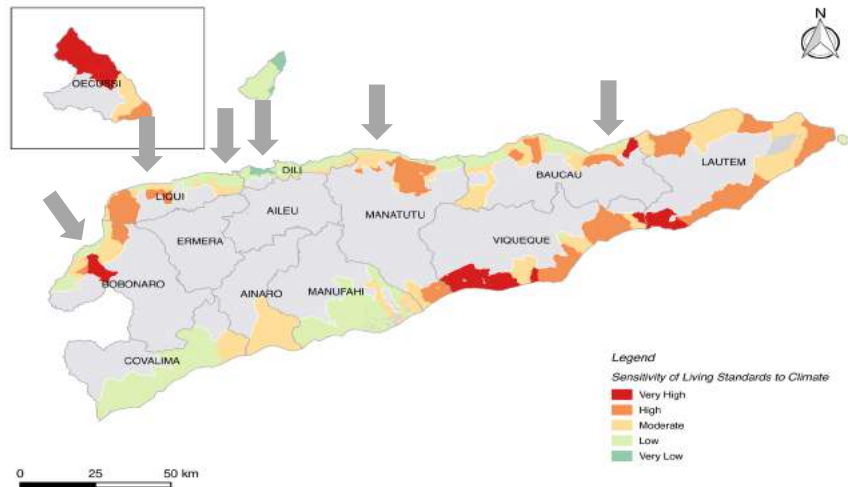 N
OECUSSI
DILI
LIQUI
BAUCAU
LAUTEM
AILEU
MANATUTU
ERMERA
VIQUEQUE
BOBONARO
AINARO
MANUFAHI
COVALIMA
Legend
Sensitivity of Living Standards to Climate
Very High
High
Moderate
Low
Very Low
0 25 50 km